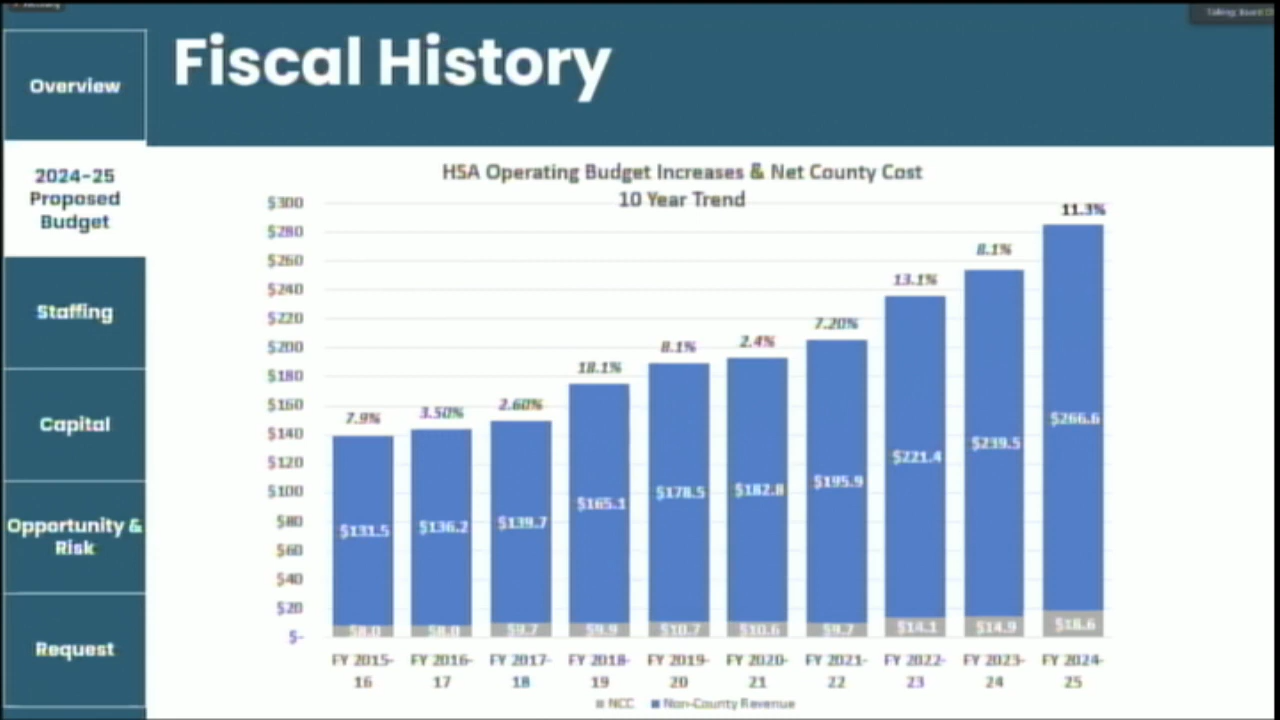 Fiscal History
Overview
2024-25
Proposed
Budget
Staffing
Capital
Opportunity &
Risk
Request
HSA Operating Budget Increases & Net County Cost
10 Year Trend
$300
$280
$260
$240
$220
$200
$180
$160
$140
$120
$100
$80
$60
$40
$20
$-
7.9%
3.50%
2.60%
18.1%
8.1%
2.4%
7.20%
13.1%
8.1%
11.3%
$131.5
$136.2
$139.7
$165.1
$178.5
$182.8
$195.9
$221.4
$239.5
$266.6
$8.0
$8.0
$9.7
$9.9
$10.7
$10.6
$9.7
$14.1
$14.9
$18.6
FY 2015-16
FY 2016-17
FY 2017-18
FY 2018-19
FY 2019-20
FY 2020-21
FY 2021-22
FY 2022-23
FY 2023-24
FY 2024-25
NCC
Non-County Revenue